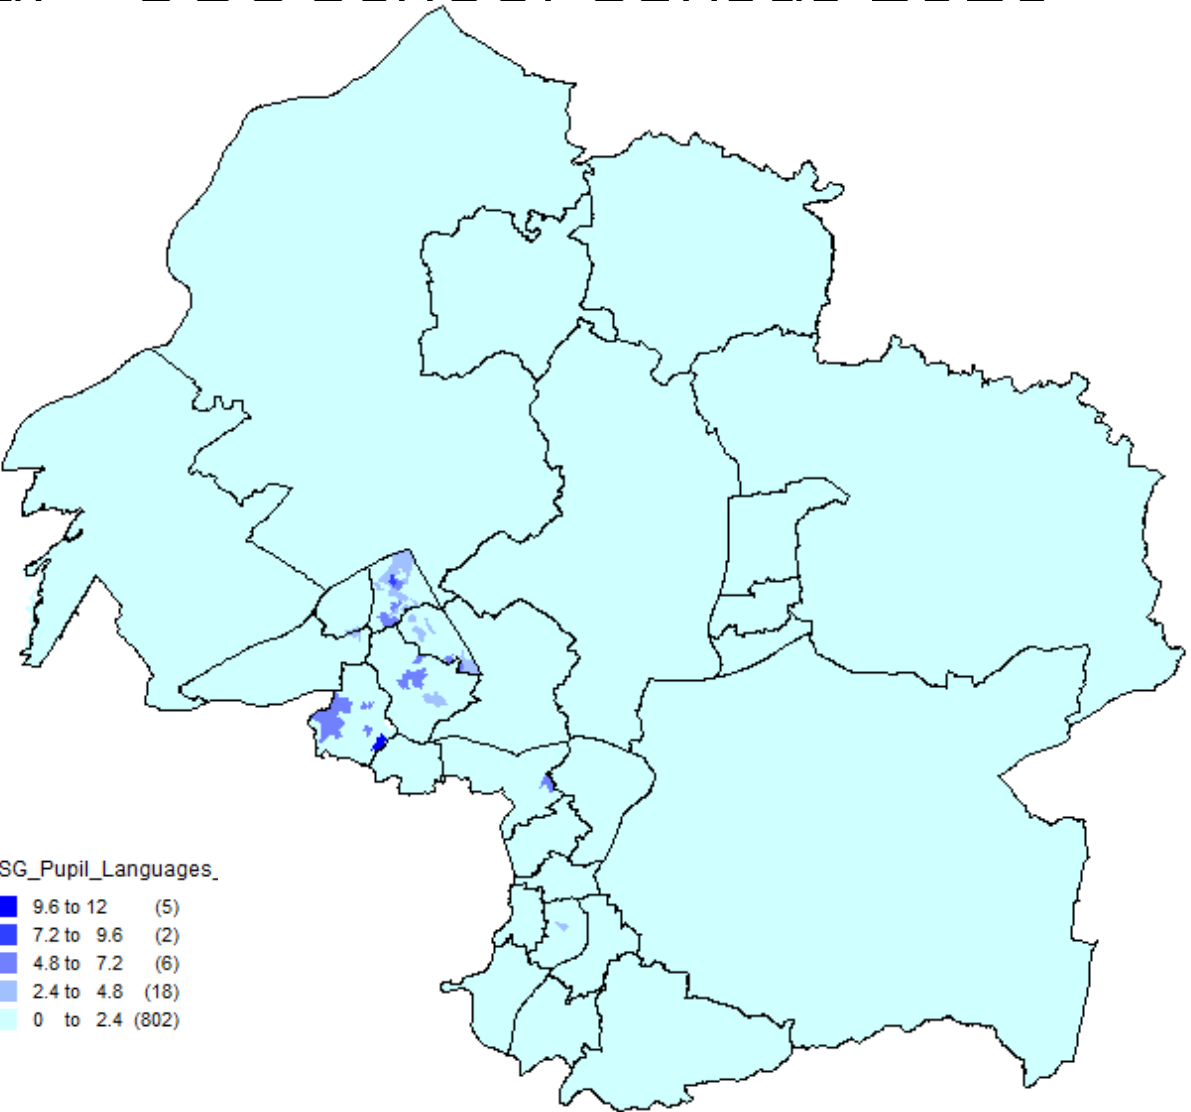 SG_Pupil_Languages_
9.6 to 12 (5)
7.2 to 9.6 (2)
4.8 to 7.2 (6)
2.4 to 4.8 (18)
0 to 2.4 (802)